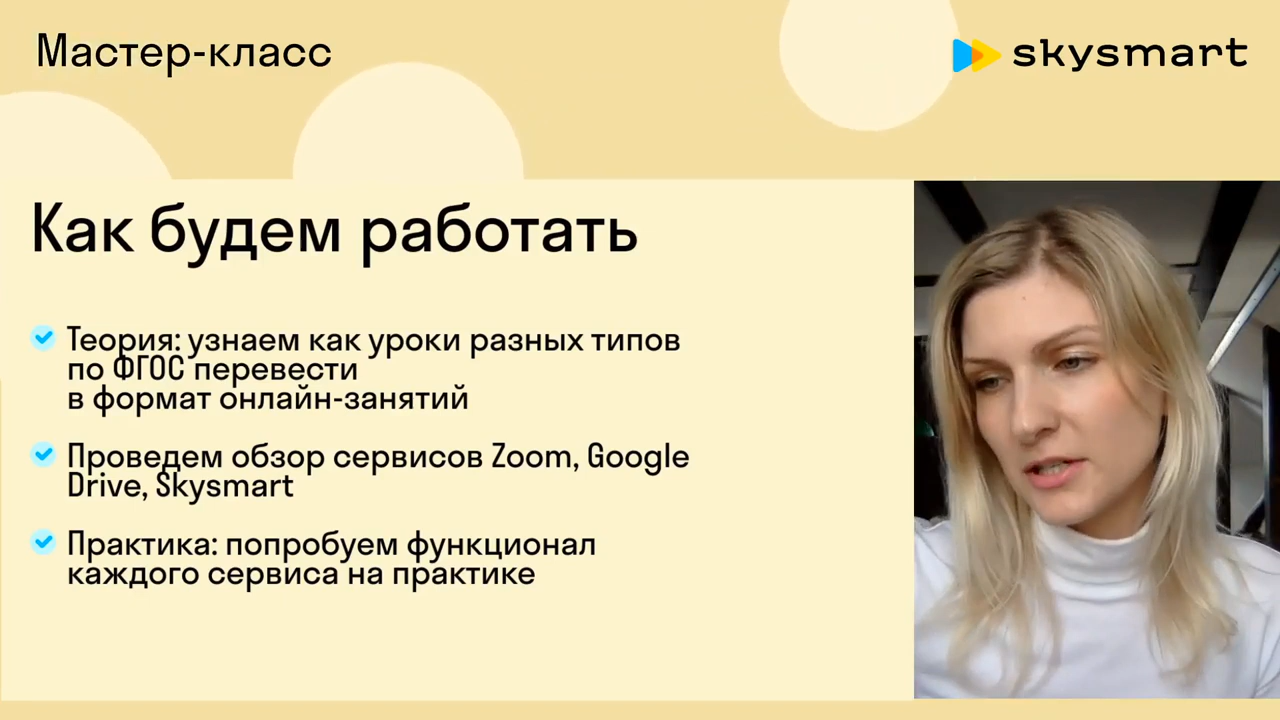 Мастер-класс
skysmart
Как будем работать
Теория: узнаем как уроки разных типов
по ФГОС перевести
в формат онлайн-занятий
Проведем обзор сервисов Zoom, Google
Drive, Skysmart
Практика: попробуем функционал
каждого сервиса на практике